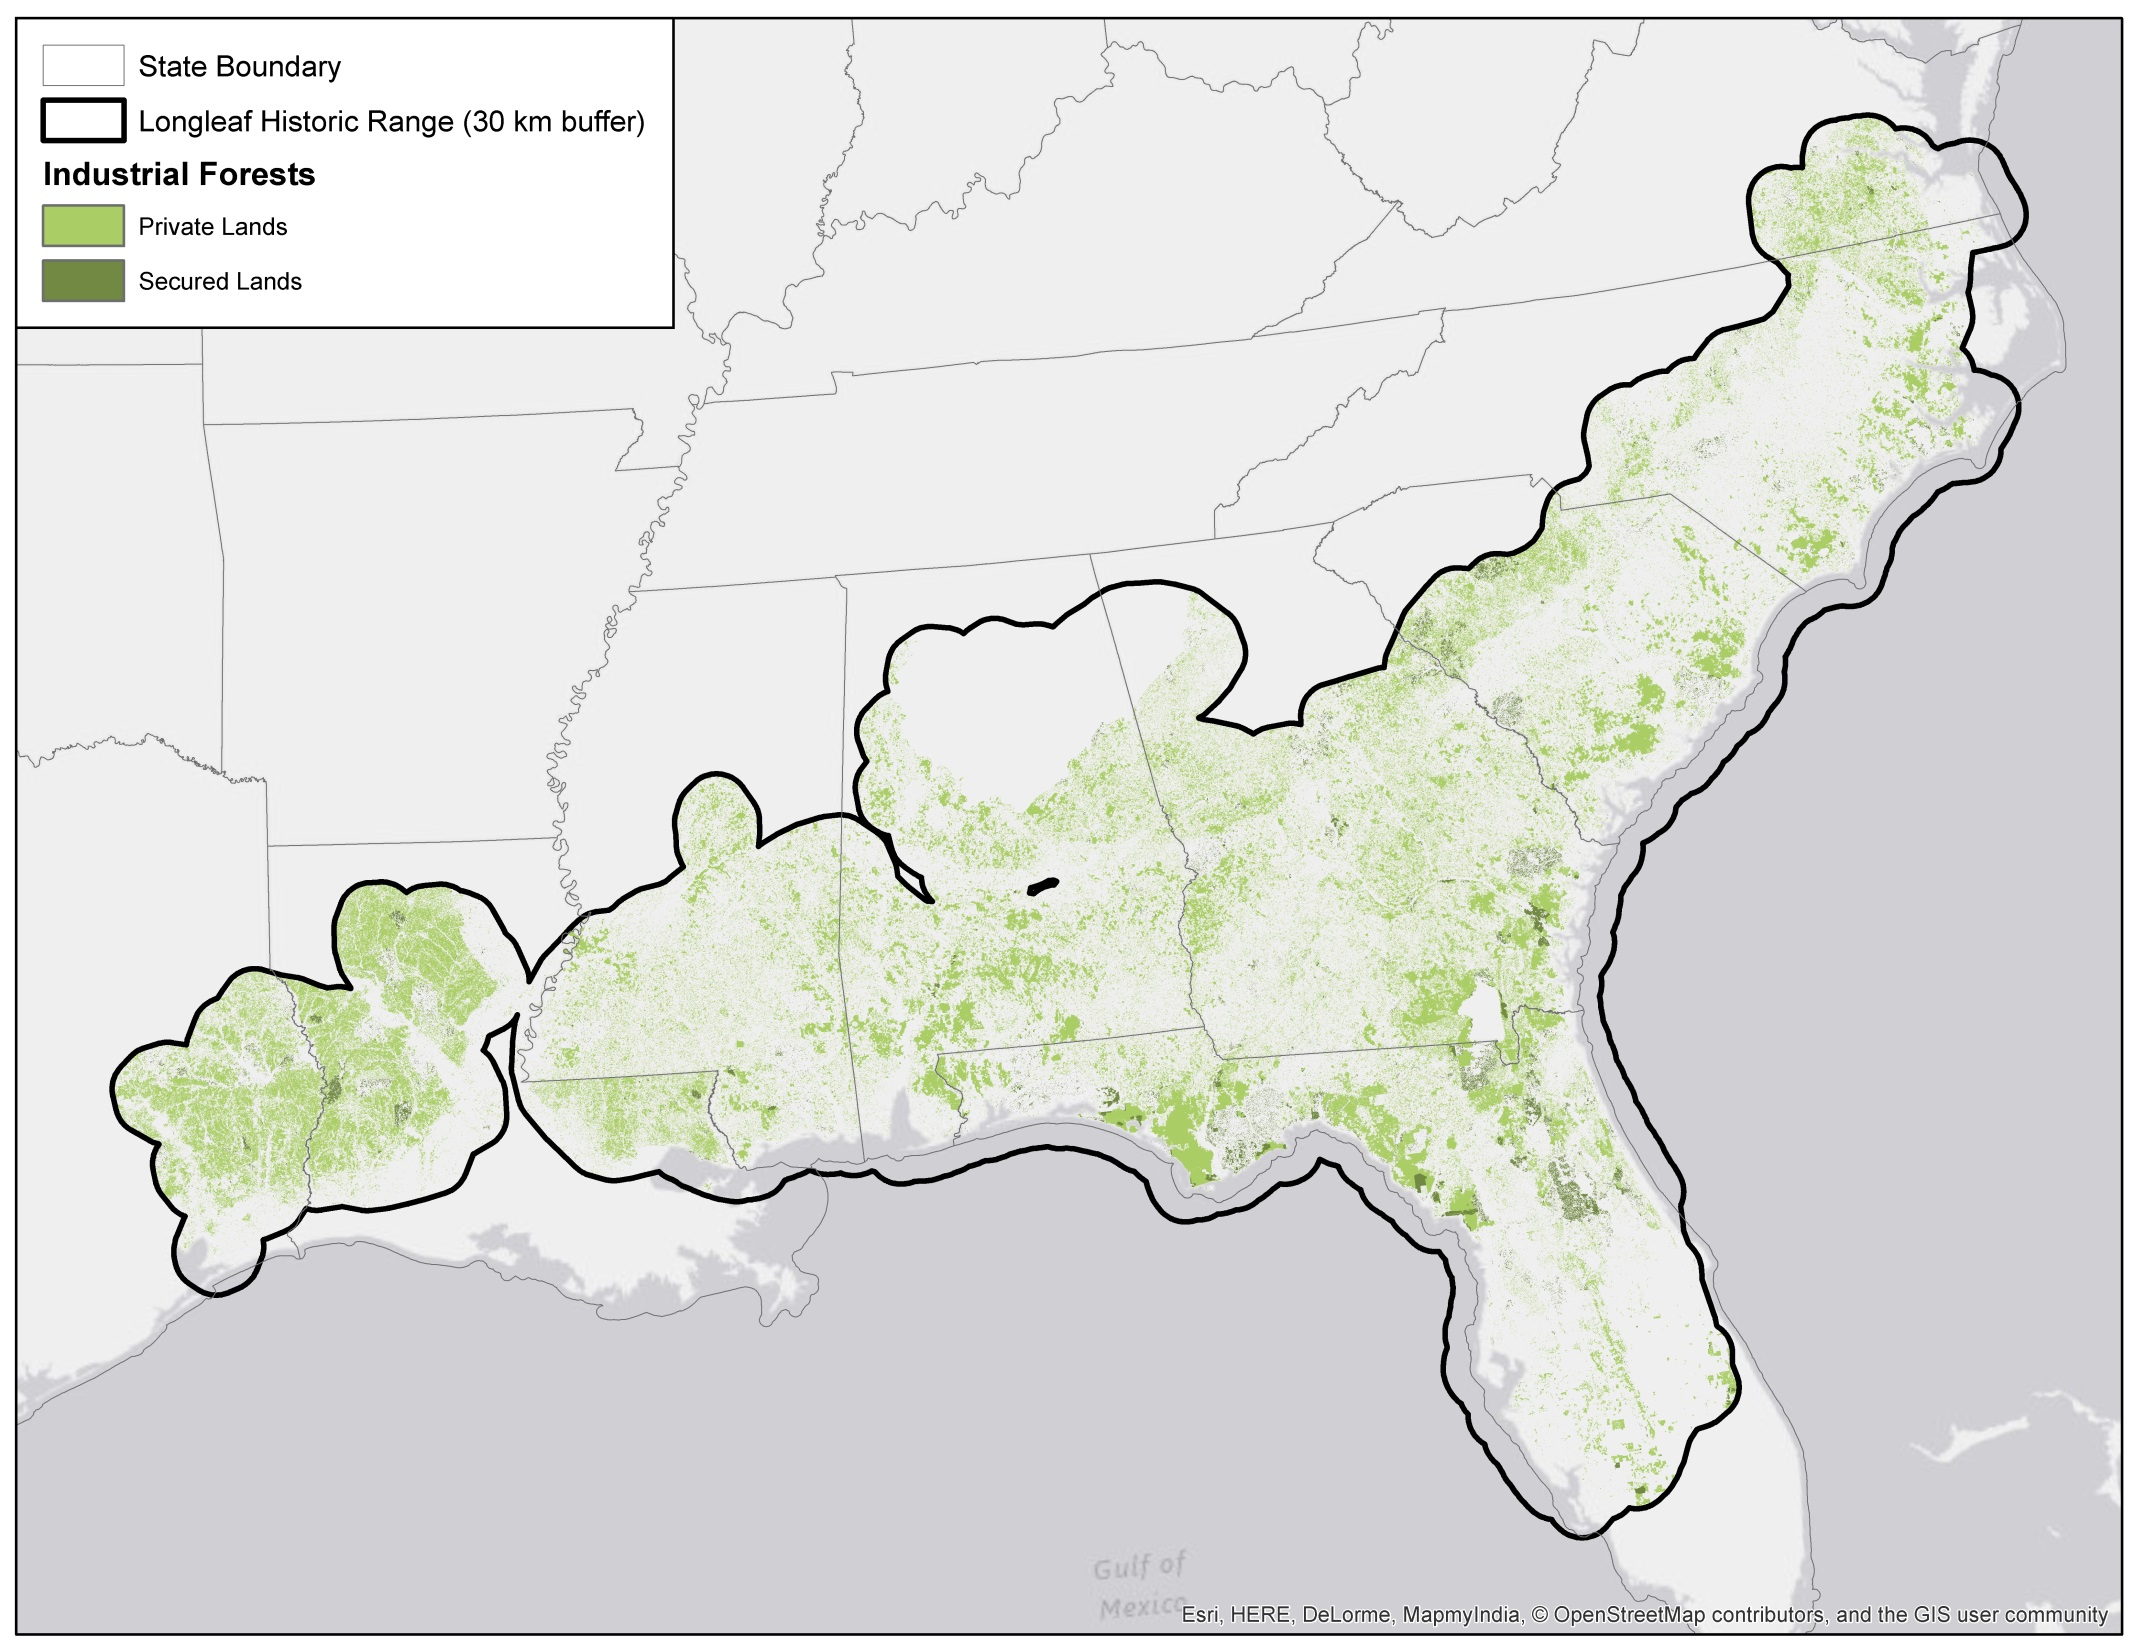 State Boundary
Longleaf Historic Range (30 km buffer)
Industrial Forests
Private Lands
Secured Lands
Gulf of
Mexico
Esri, HERE, DeLorme, MapmyIndia, © OpenStreetMap contributors, and the GIS user community